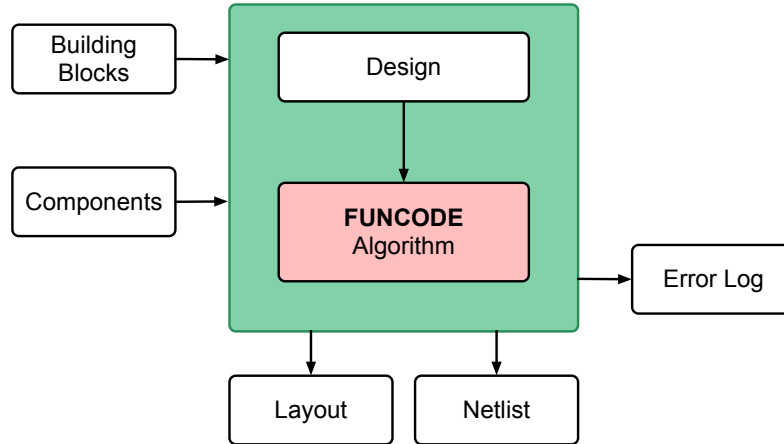 Building
Blocks
Design
Components
FUNCODE
Algorithm
Error Log
Layout
Netlist